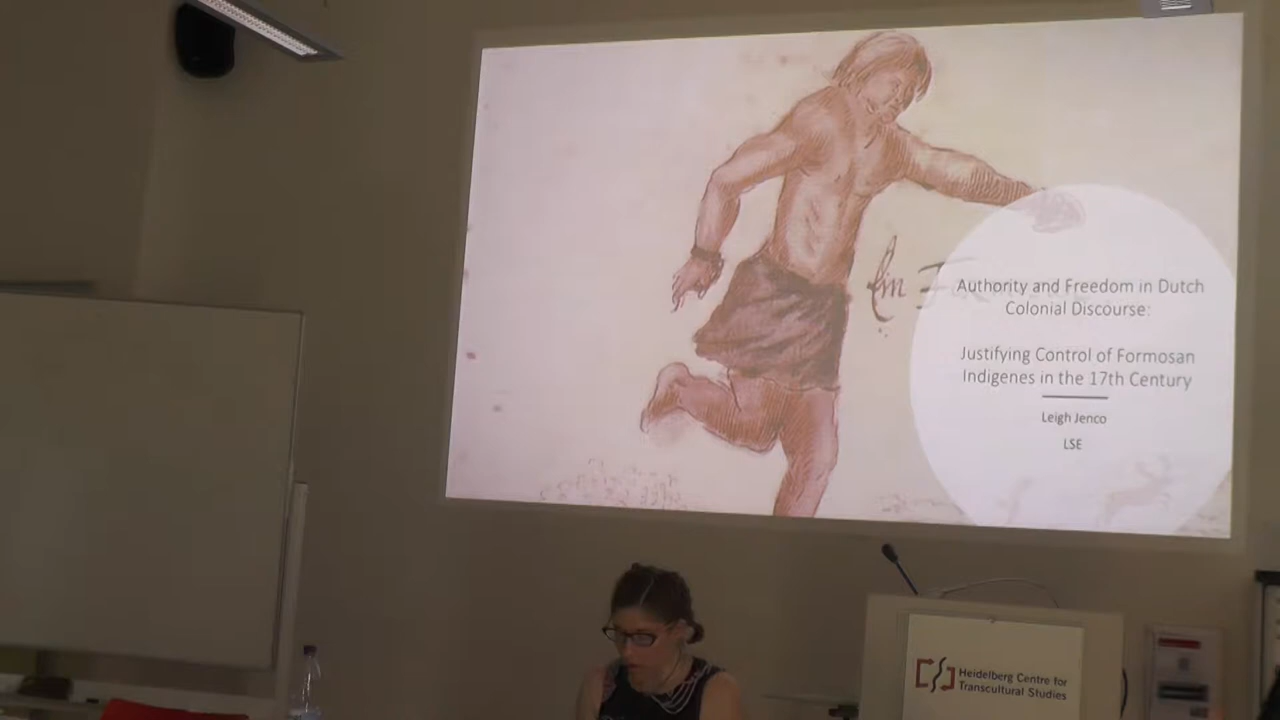 Authority and Freedom in Dutch
Colonial Discourse:
Justifying Control of Formosan
Indigenes in the 17th Century
Leigh Jenco
LSE
Heidelberg Centre for
Transcultural Studies